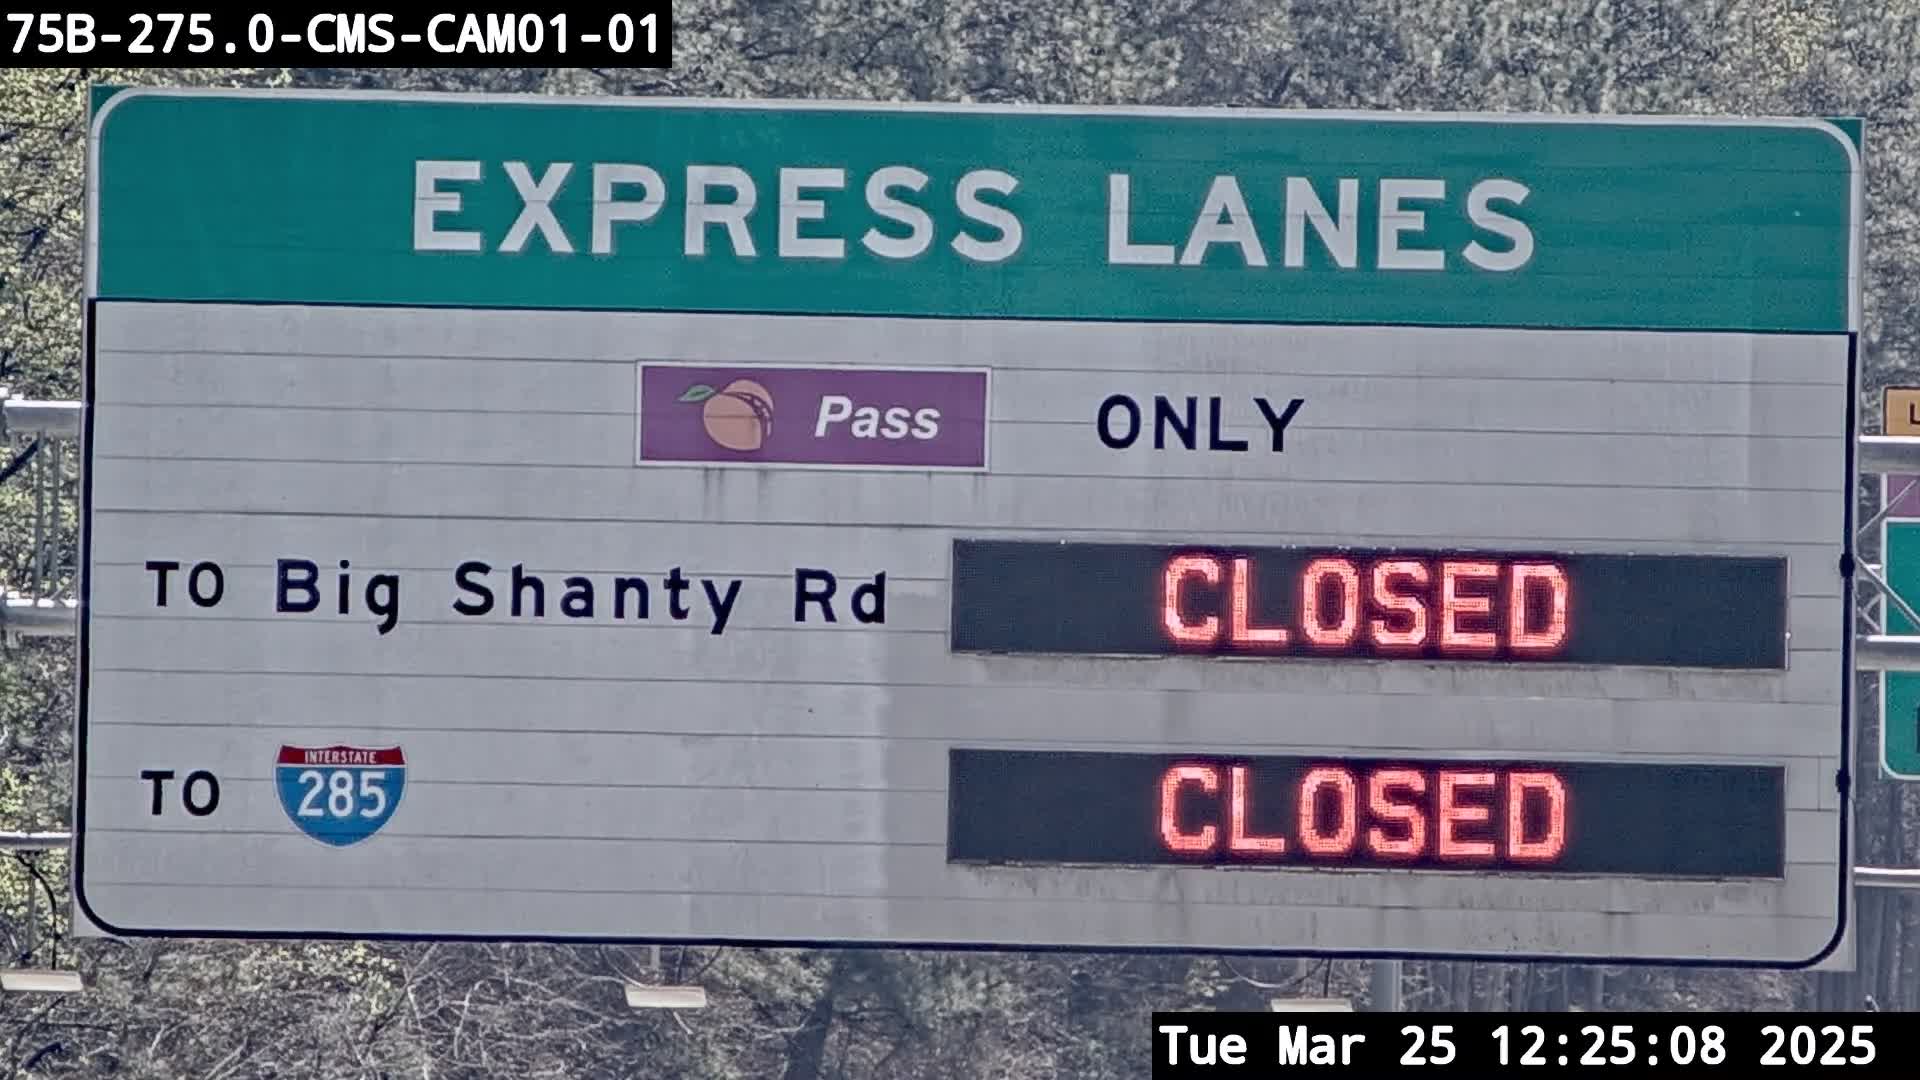 75B-275.0-CMS-CAM01-01
EXPRESS LANES
Pass ONLY
TO Big Shanty Rd CLOSED
TO INTERSTATE 285 CLOSED
Tue Mar 25 12:25:08 2025